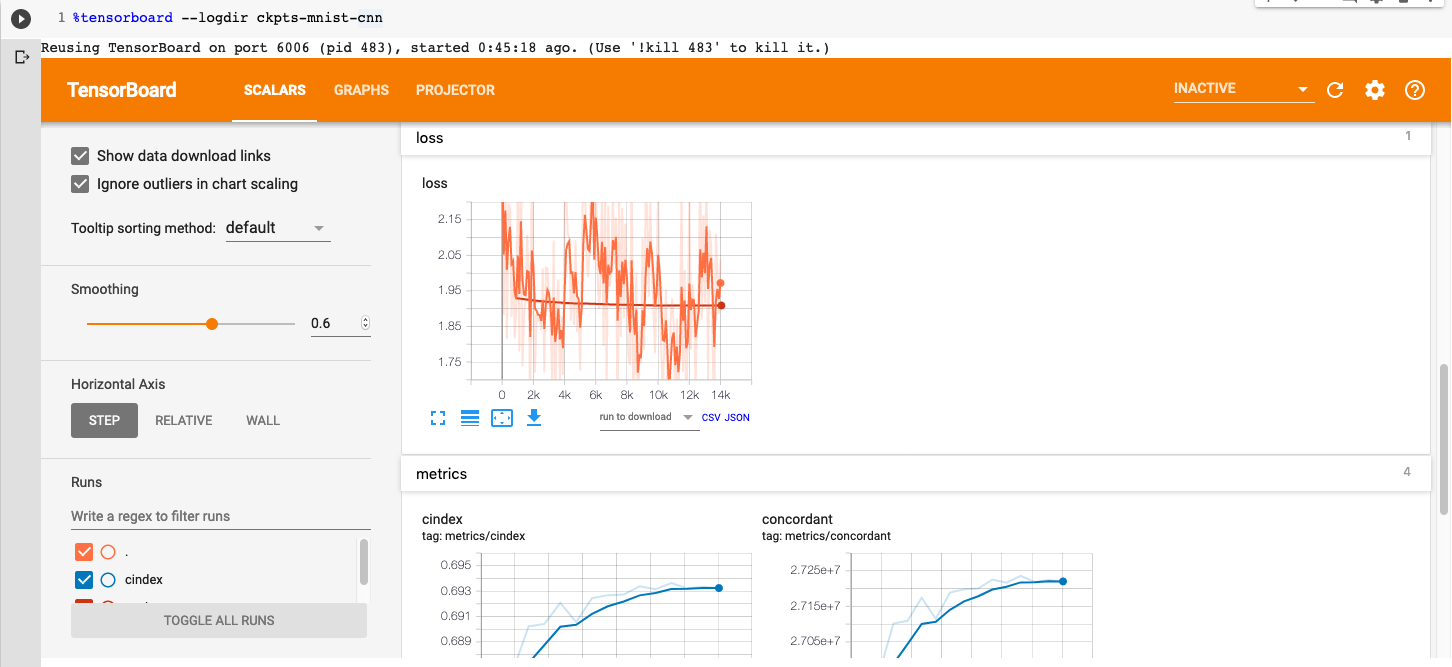 1 %tensorboard --logdir ckpts-mnist-cnn
Reusing TensorBoard on port 6006 (pid 483), started 0:45:18 ago. (Use '!kill 483' to kill it.)
TensorBoard SCALARS GRAPHS PROJECTOR INACTIVE
Show data download links
Ignore outliers in chart scaling
Tooltip sorting method: default
Smoothing
0.6
Horizontal Axis
STEP RELATIVE WALL
Runs
Write a regex to filter runs
.
cindex
TOGGLE ALL RUNS
loss 1
loss
2.15
2.05
1.95
1.85
1.75
0 2k 4k 6k 8k 10k 12k 14k
run to download CSV JSON
metrics 4
cindex
tag: metrics/cindex
0.695
0.693
0.691
0.689
concordant
tag: metrics/concordant
2.725e+7
2.715e+7
2.705e+7